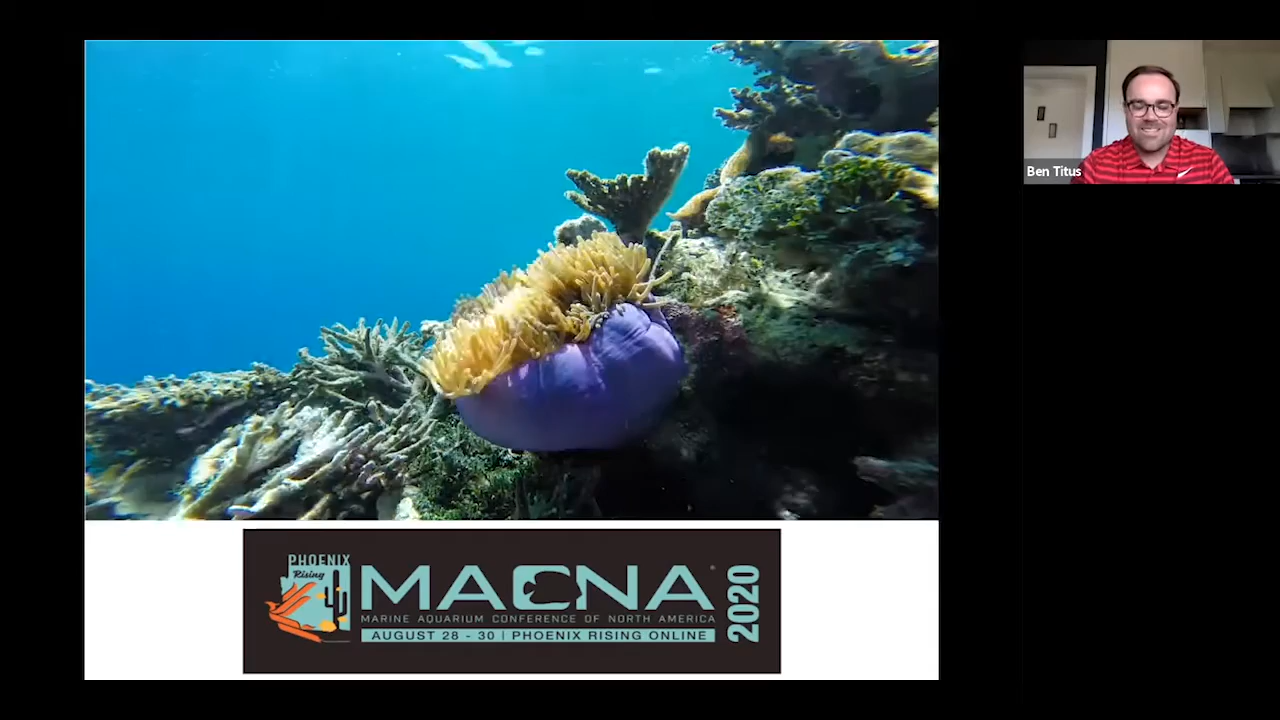 Ben Titus
PHOENIX
Rising
MACNA
MARINE AQUARIUM CONFERENCE OF NORTH AMERICA
AUGUST 28 - 30 | PHOENIX RISING ONLINE
2020